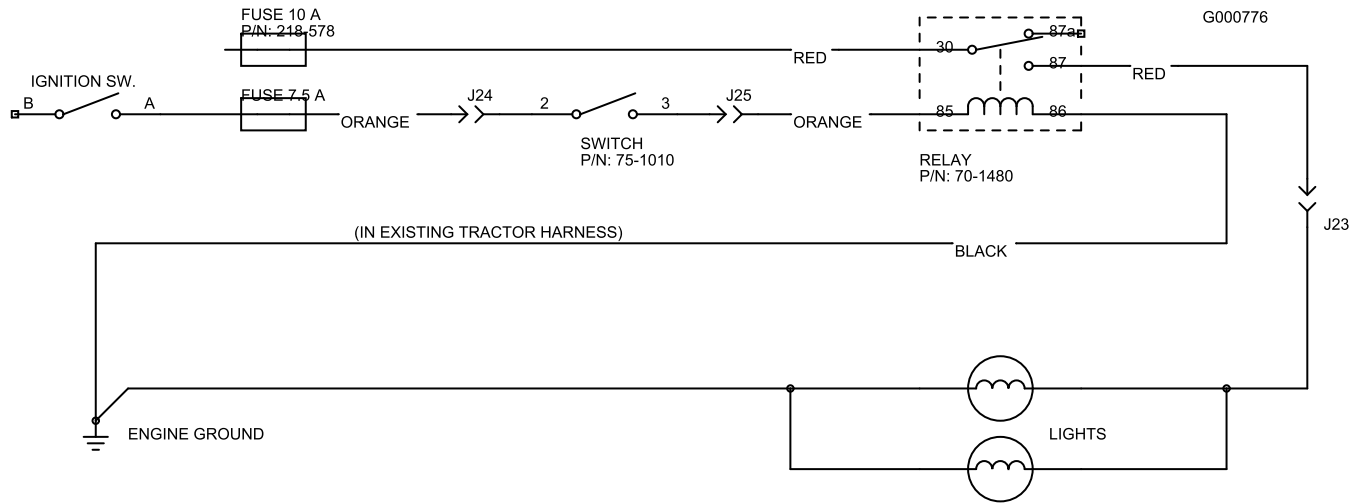 FUSE 10 A
P/N: 218-578
G000776
87a
30
RED
87
RED
IGNITION SW.
B
A
FUSE 7.5 A
J24
2
3
J25
ORANGE
ORANGE
85
86
SWITCH
P/N: 75-1010
RELAY
P/N: 70-1480
J23
(IN EXISTING TRACTOR HARNESS)
BLACK
ENGINE GROUND
LIGHTS